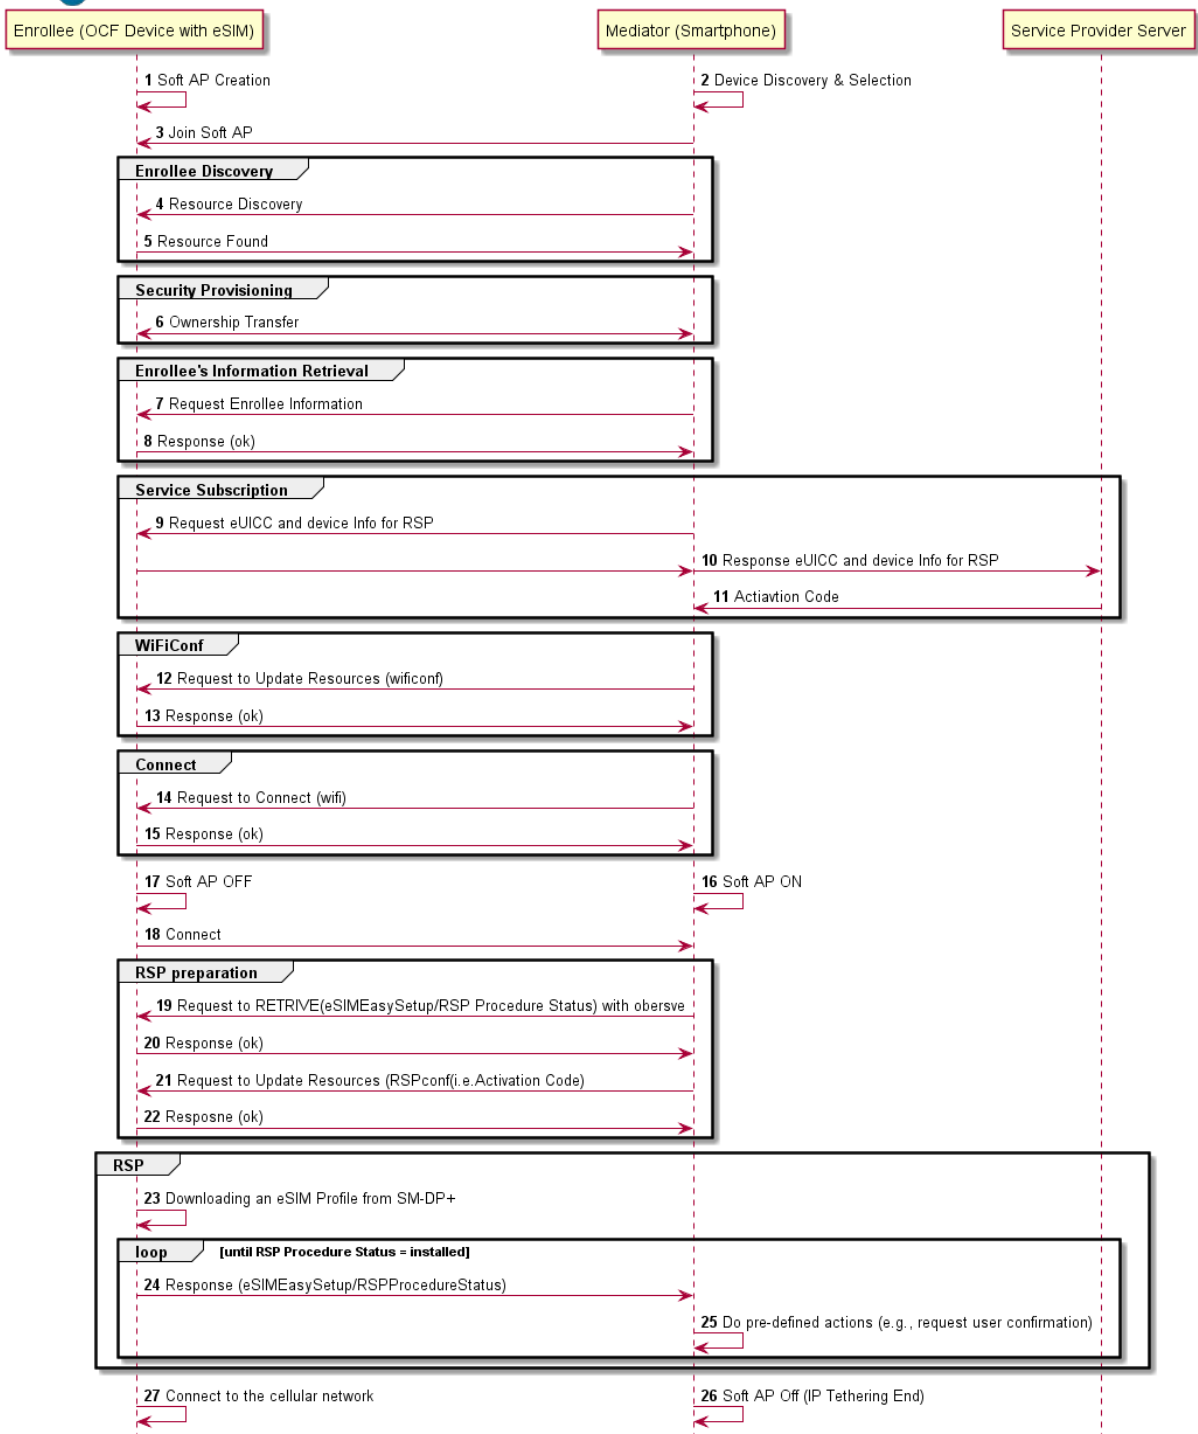 Enrollee (OCF Device with eSIM)
Mediator (Smartphone)
Service Provider Server
1 Soft AP Creation
2 Device Discovery & Selection
3 Join Soft AP
Enrollee Discovery
4 Resource Discovery
5 Resource Found
Security Provisioning
6 Ownership Transfer
Enrollee's Information Retrieval
7 Request Enrollee Information
8 Response (ok)
Service Subscription
9 Request eUICC and device Info for RSP
10 Response eUICC and device Info for RSP
11 Actiavtion Code
WiFiConf
12 Request to Update Resources (wificonf)
13 Response (ok)
Connect
14 Request to Connect (wifi)
15 Response (ok)
17 Soft AP OFF
16 Soft AP ON
18 Connect
RSP preparation
19 Request to RETRIVE(eSIMEasySetup/RSP Procedure Status) with obersve
20 Response (ok)
21 Request to Update Resources (RSPconf(i.e.Activation Code)
22 Resposne (ok)
RSP
23 Downloading an eSIM Profile from SM-DP+
loop [until RSP Procedure Status = installed]
24 Response (eSIMEasySetup/RSPProcedureStatus)
25 Do pre-defined actions (e.g., request user confirmation)
27 Connect to the cellular network
26 Soft AP Off (IP Tethering End)